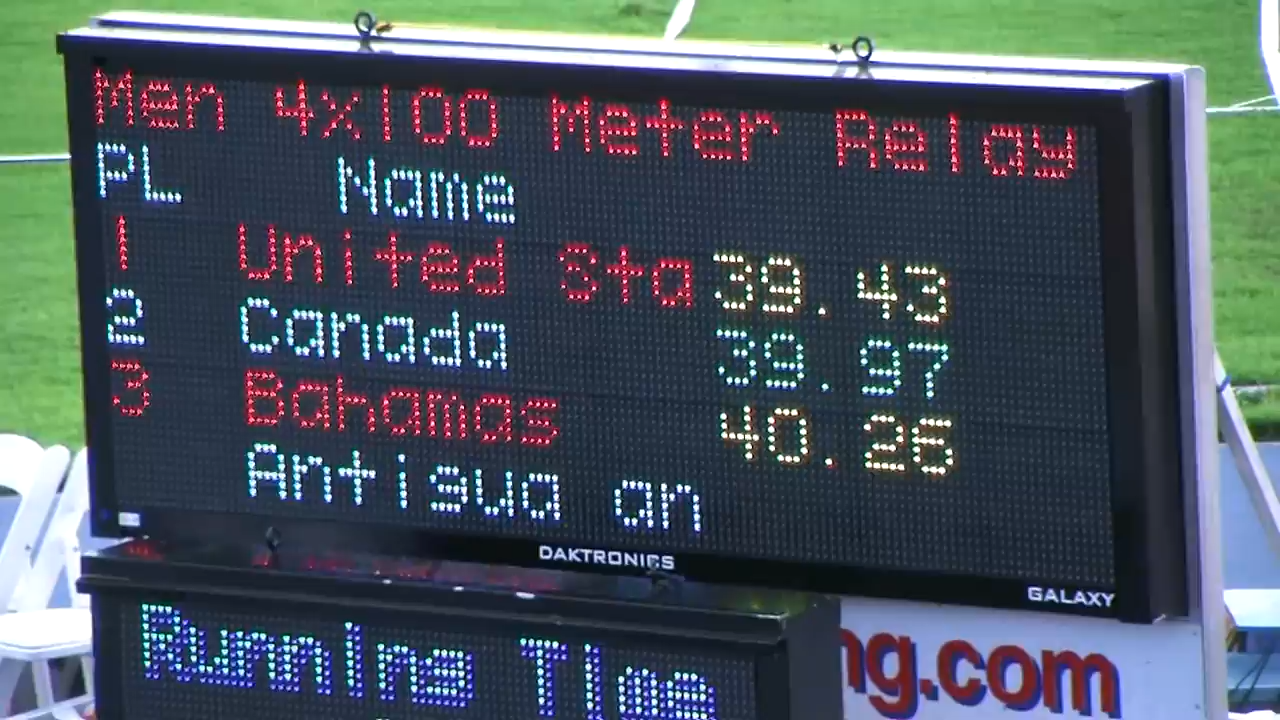 Men 4x100 Meter Relay
PL Name
1 United Sta 39.43
2 Canada 39.97
3 Bahamas 40.26
Antigua an
DAKTRONICS
GALAXY
Running Time
ng.com